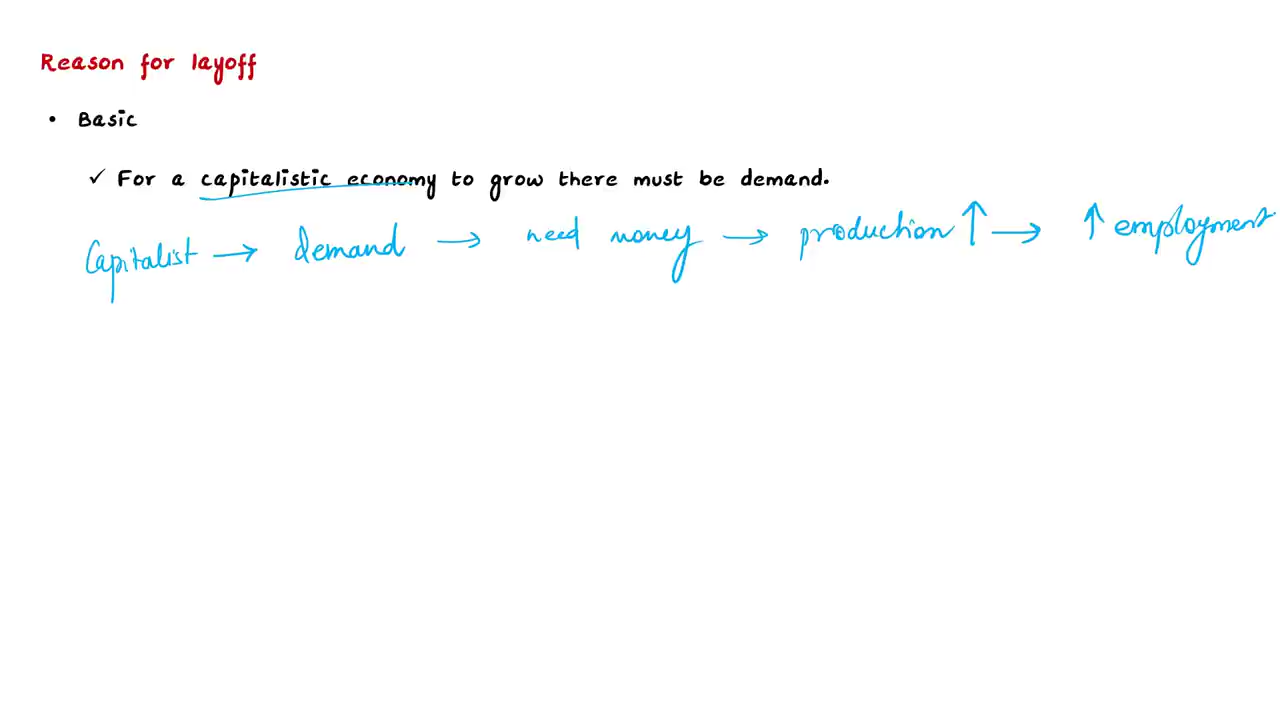 Reason for layoff
• Basic
✓ For a capitalistic economy to grow there must be demand.
Capitalist → demand → need money → production ↑ → ↑ employment